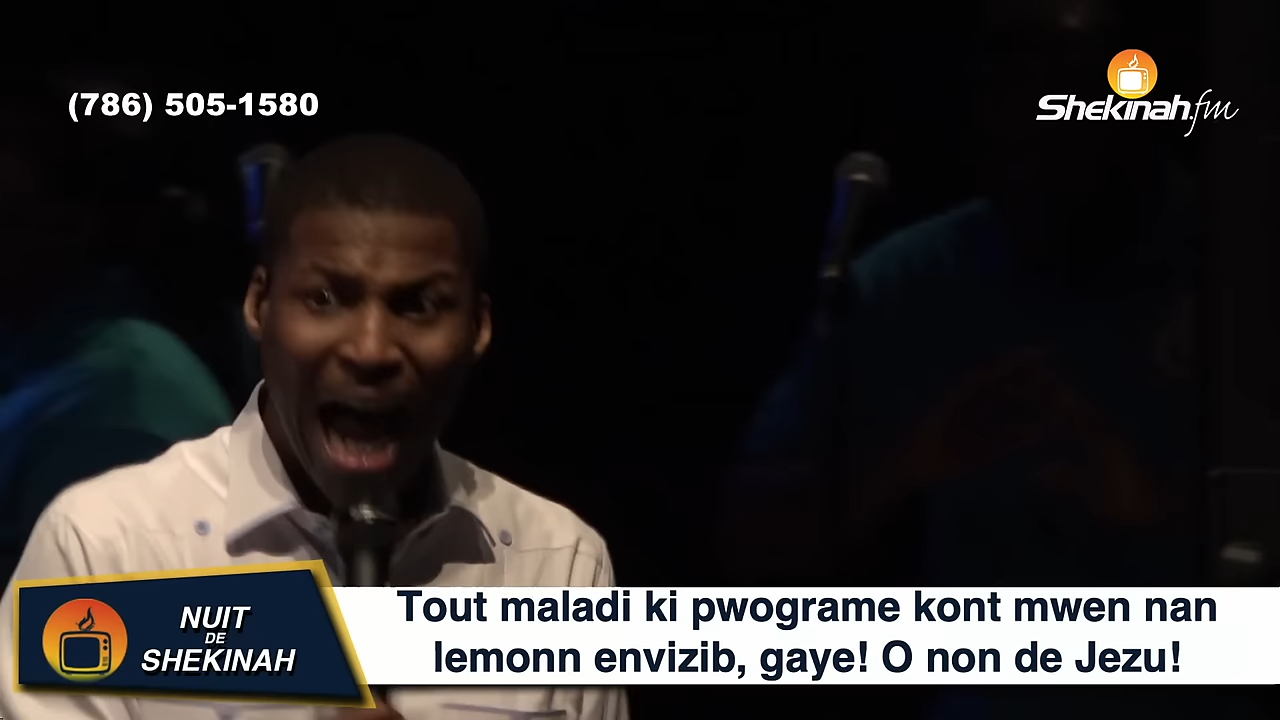 (786) 505-1580
Shekinah.fm
NUIT
DE
SHEKINAH
Tout maladi ki pwograme kont mwen nan
lemonn envizib, gaye! O non de Jezu!